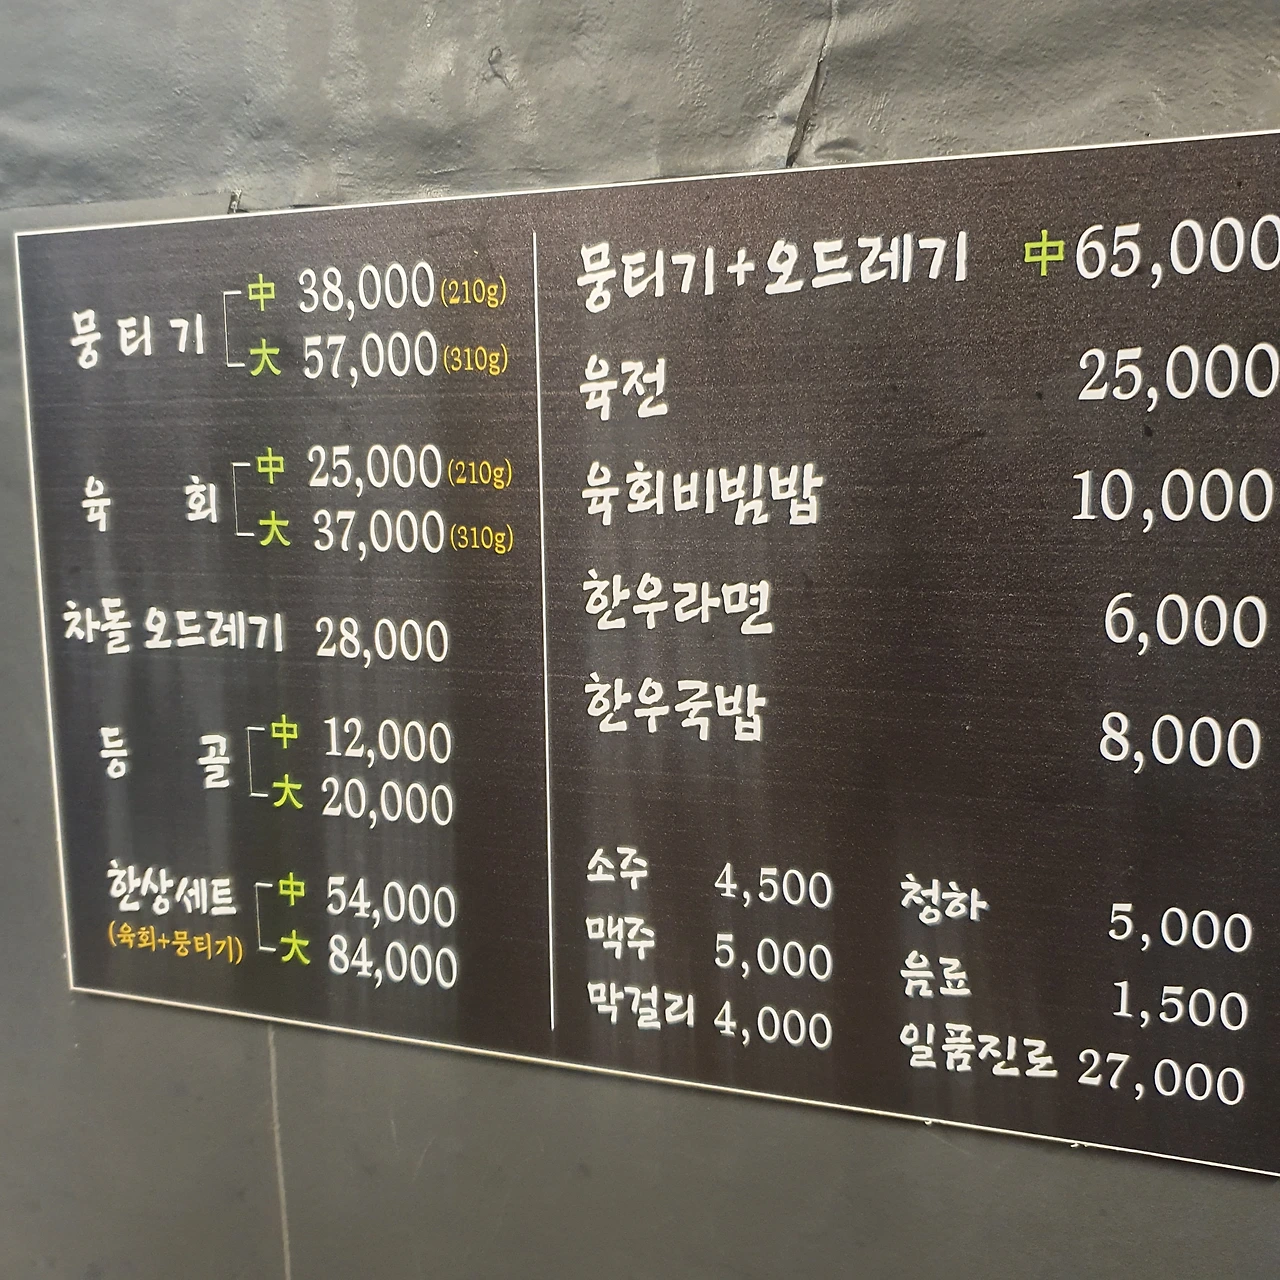 뭉티기 中 38,000 (210g)
大 57,000 (310g)
육 회 中 25,000 (210g)
大 37,000 (310g)
차돌 오드레기 28,000
등 골 中 12,000
大 20,000
한상세트 中 54,000
(육회+뭉티기) 大 84,000
뭉티기+오드레기 中 65,000
육전 25,000
육회비빔밥 10,000
한우라면 6,000
한우국밥 8,000
소주 4,500
맥주 5,000
막걸리 4,000
청하 5,000
음료 1,500
일품진로 27,000